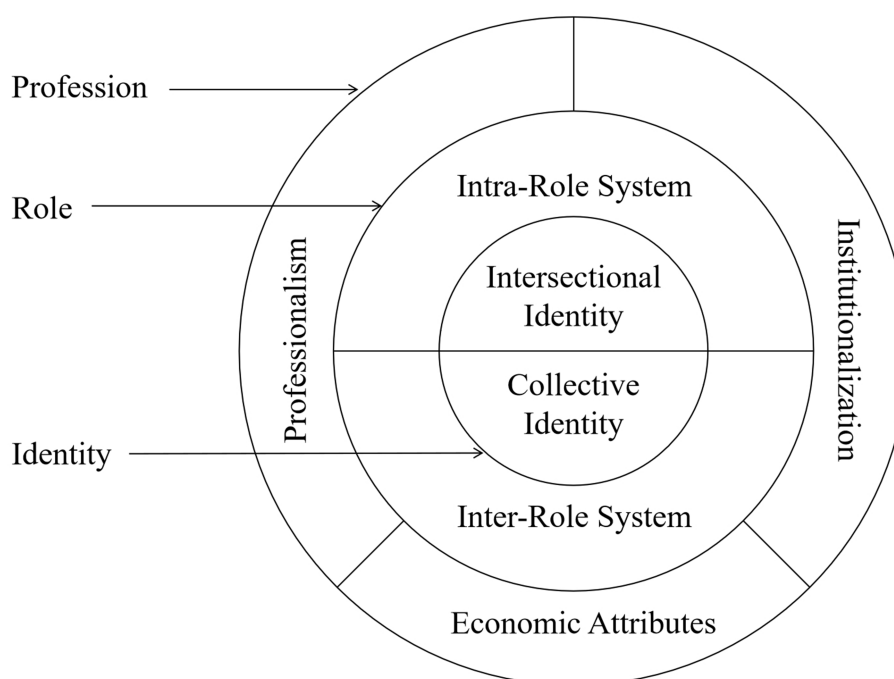 Profession
Role
Identity
Intra-Role System
Intersectional
Identity
Collective
Identity
Inter-Role System
Professionalism
Institutionalization
Economic Attributes